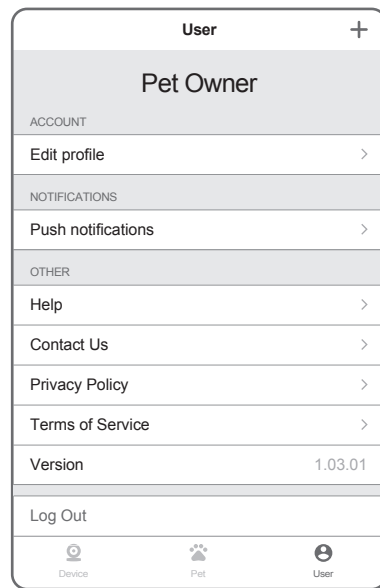 User
Pet Owner
ACCOUNT
Edit profile
NOTIFICATIONS
Push notifications
OTHER
Help
Contact Us
Privacy Policy
Terms of Service
Version 1.03.01
Log Out
Device Pet User